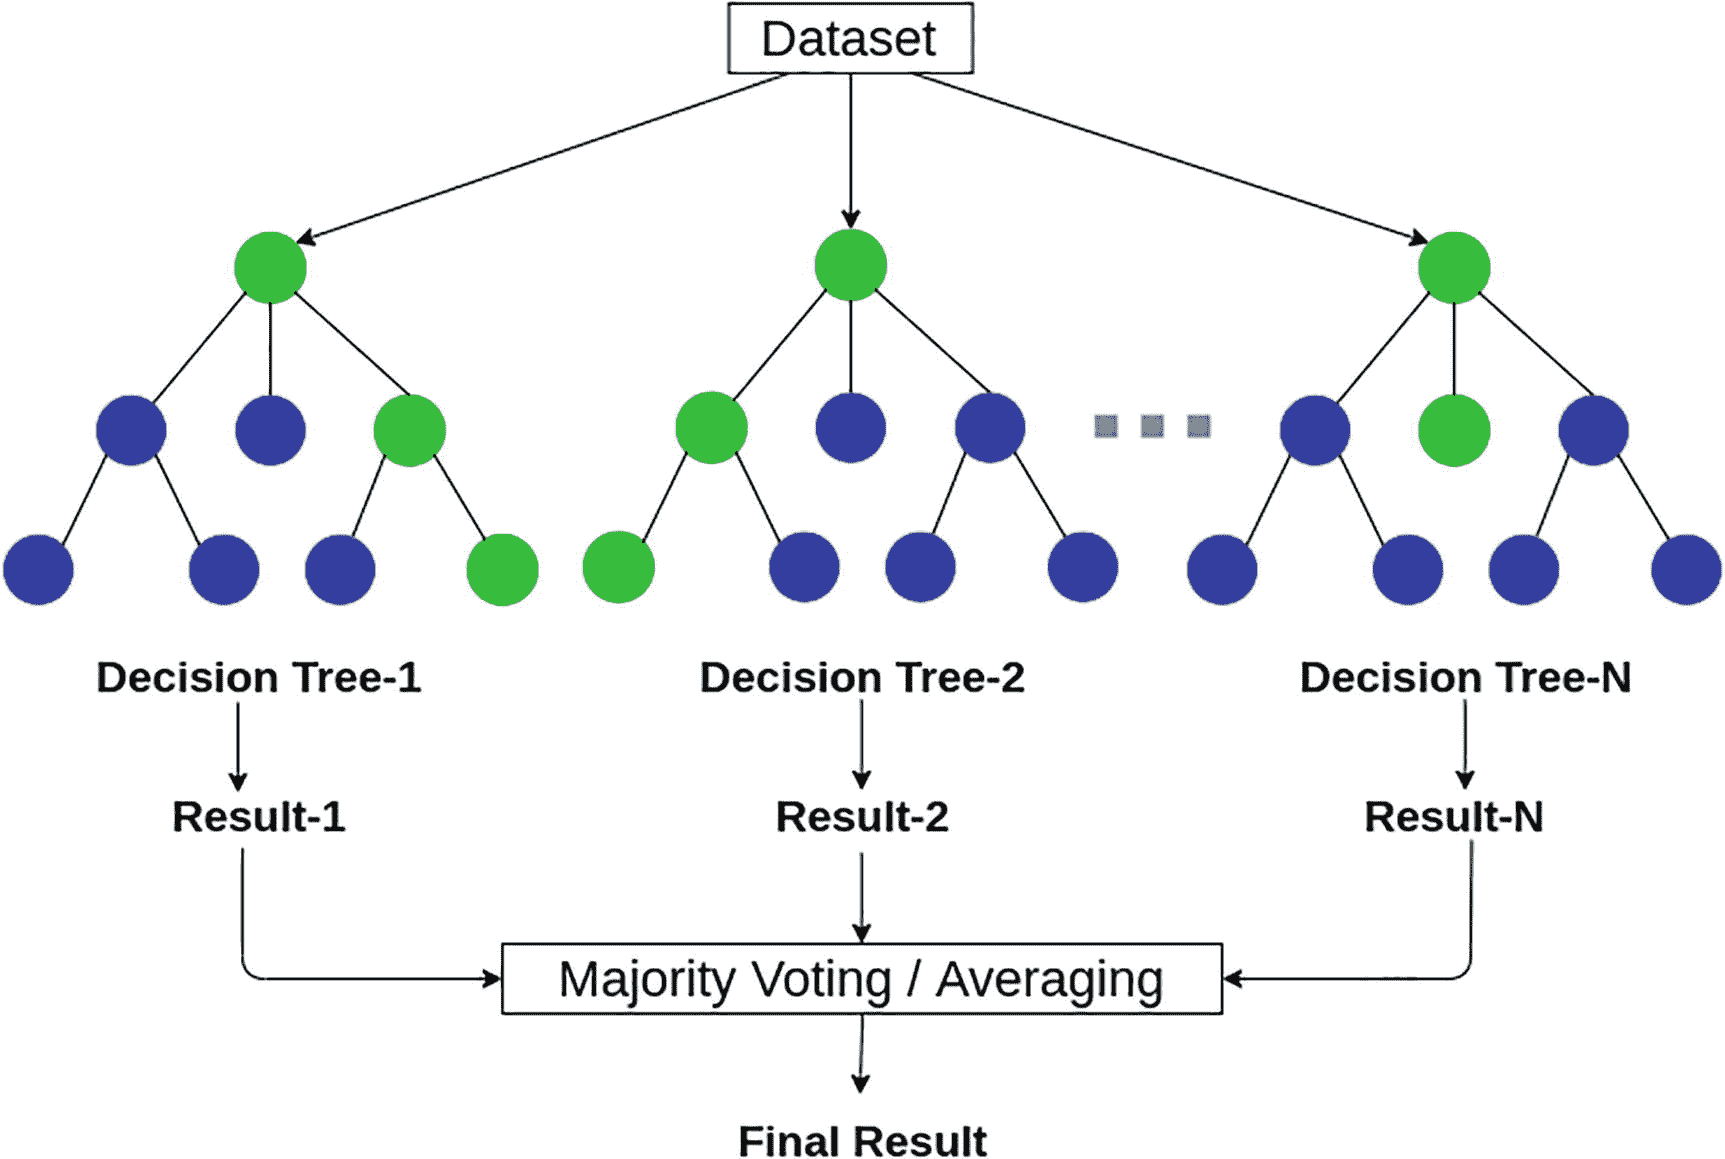 Dataset
Decision Tree-1
Decision Tree-2
Decision Tree-N
Result-1
Result-2
Result-N
Majority Voting / Averaging
Final Result